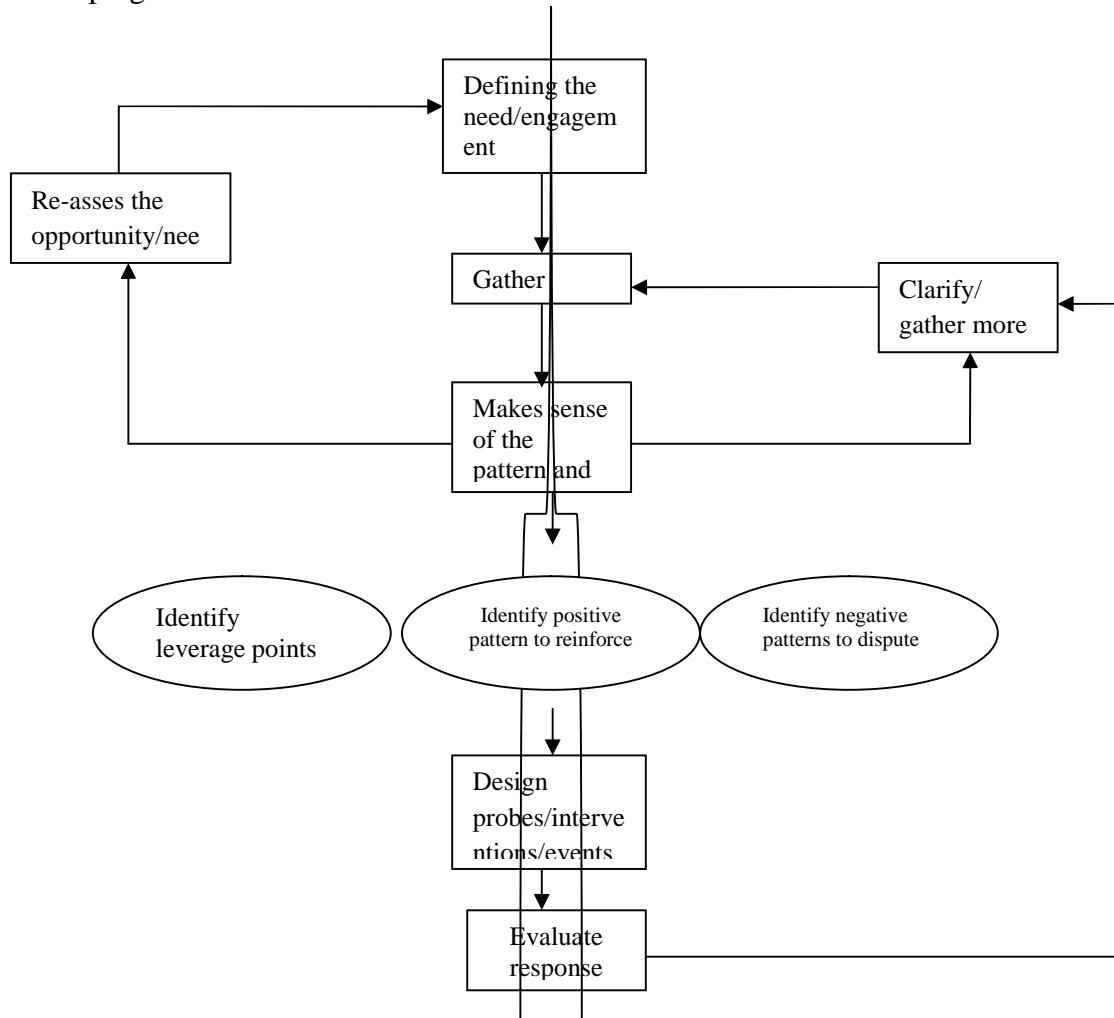 Defining the
need/engagem
ent
Re-asses the
opportunity/nee
Gather
Clarify/
gather more
Makes sense
of the
pattern and
Identify
leverage points
Identify positive
pattern to reinforce
Identify negative
patterns to dispute
Design
probes/interve
ntions/events
Evaluate
response